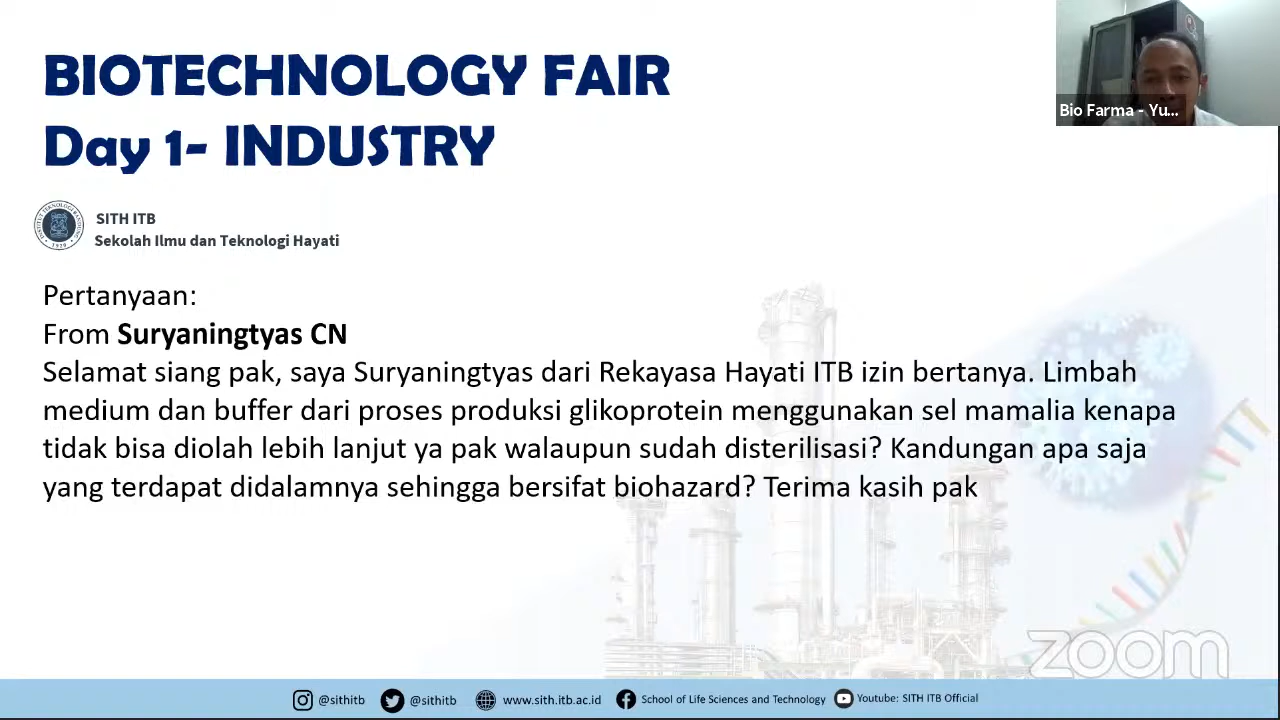 BIOTECHNOLOGY FAIR
Day 1- INDUSTRY
Bio Farma - Yu...
SITH ITB
Sekolah Ilmu dan Teknologi Hayati
Pertanyaan:
From Suryaningtyas CN
Selamat siang pak, saya Suryaningtyas dari Rekayasa Hayati ITB izin bertanya. Limbah
medium dan buffer dari proses produksi glikoprotein menggunakan sel mamalia kenapa
tidak bisa diolah lebih lanjut ya pak walaupun sudah disterilisasi? Kandungan apa saja
yang terdapat didalamnya sehingga bersifat biohazard? Terima kasih pak
zoom
@sithitb @sithitb www.sith.itb.ac.id School of Life Sciences and Technology Youtube: SITH ITB Official